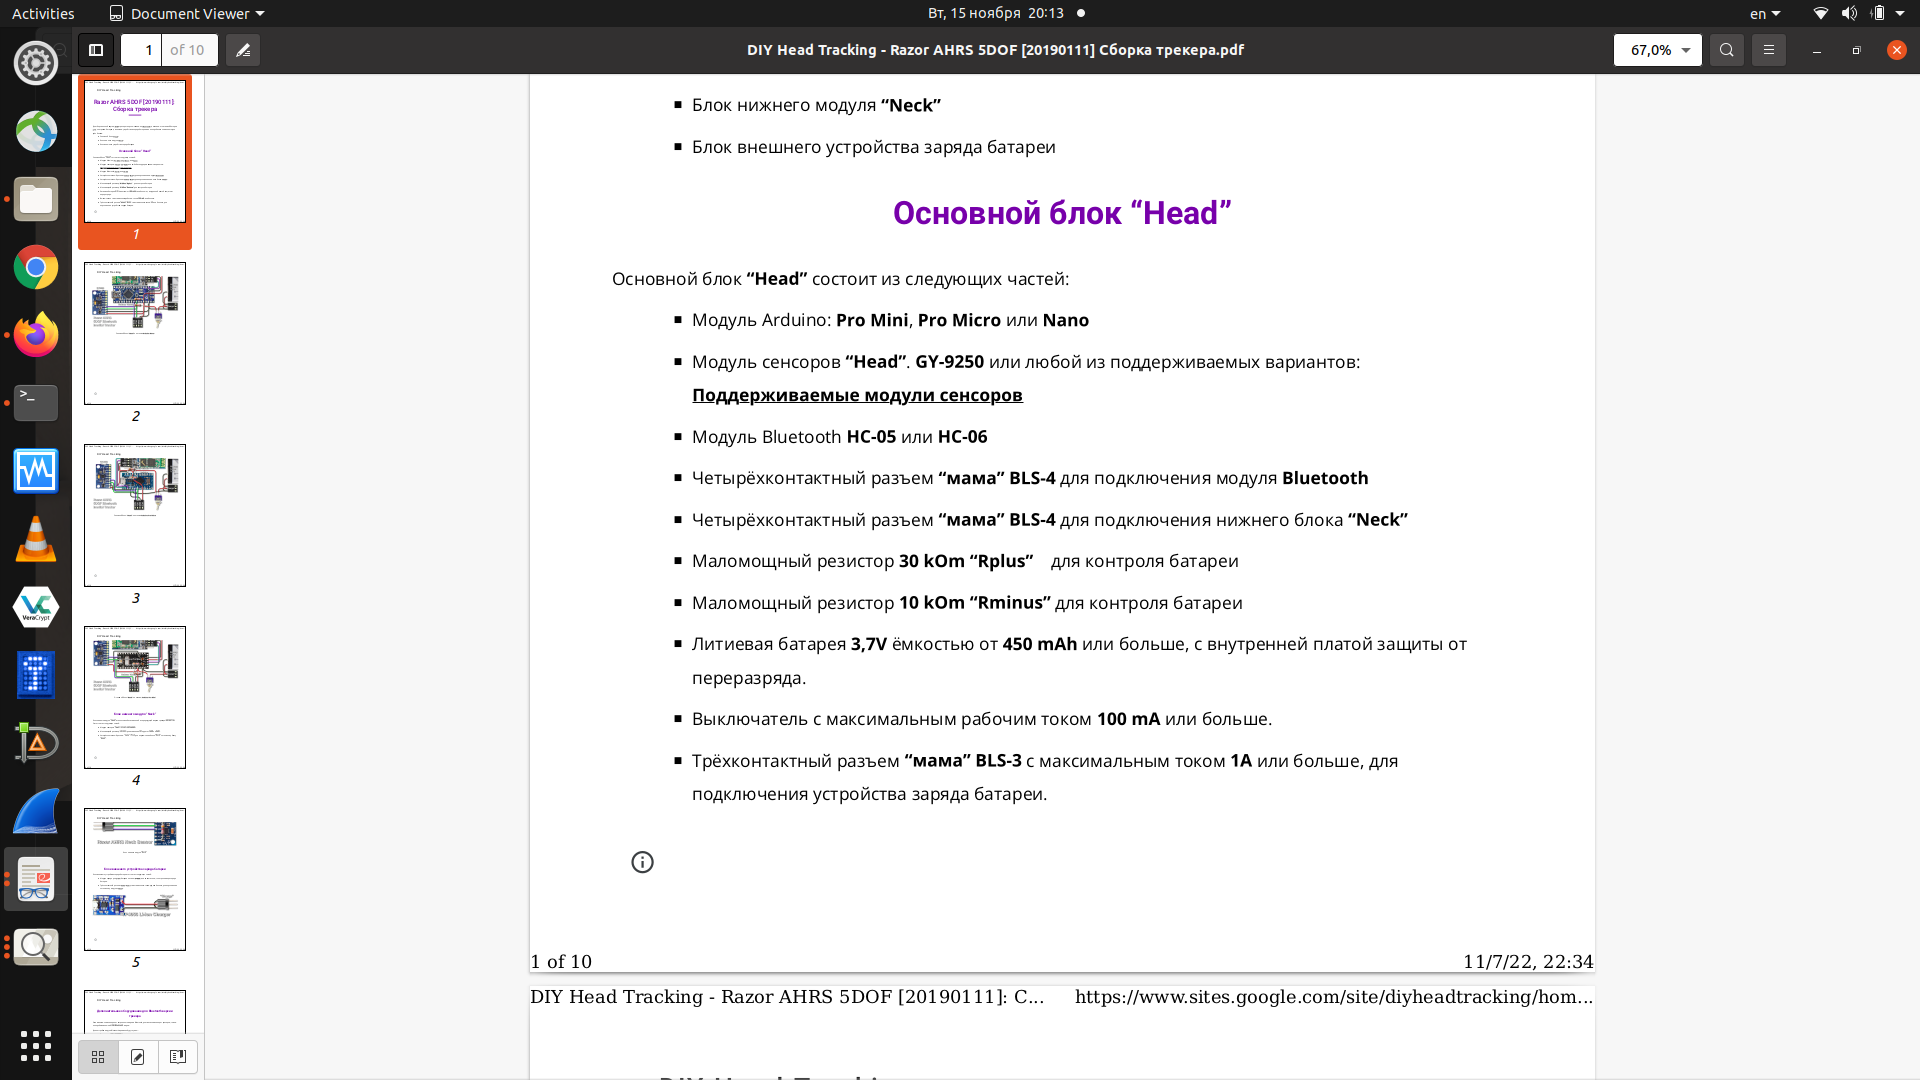 Activities
Document Viewer
Вт, 15 ноября 20:13
en
1 of 10
DIY Head Tracking - Razor AHRS 5DOF [20190111] Сборка трекера.pdf
67,0%
Razor AHRS 5DOF [20190111]:
Сборка трекера
1
2
3
4
5
VeraCrypt
Блок нижнего модуля “Neck”
Блок внешнего устройства заряда батареи
Основной блок “Head”
Основной блок “Head” состоит из следующих частей:
Модуль Arduino: Pro Mini, Pro Micro или Nano
Модуль сенсоров “Head”. GY-9250 или любой из поддерживаемых вариантов:
Поддерживаемые модули сенсоров
Модуль Bluetooth HC-05 или HC-06
Четырёхконтактный разъем “мама” BLS-4 для подключения модуля Bluetooth
Четырёхконтактный разъем “мама” BLS-4 для подключения нижнего блока “Neck”
Маломощный резистор 30 kOm “Rplus” для контроля батареи
Маломощный резистор 10 kOm “Rminus” для контроля батареи
Литиевая батарея 3,7V ёмкостью от 450 mAh или больше, с внутренней платой защиты от
переразряда.
Выключатель с максимальным рабочим током 100 mA или больше.
Трёхконтактный разъем “мама” BLS-3 с максимальным током 1A или больше, для
подключения устройства заряда батареи.
1 of 10
11/7/22, 22:34
DIY Head Tracking - Razor AHRS 5DOF [20190111]: С...
https://www.sites.google.com/site/diyheadtracking/hom...